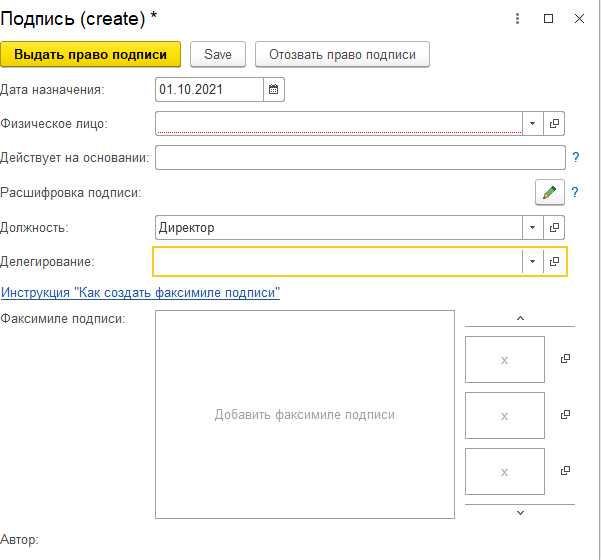 Подпись (create) *
Выдать право подписи Save Отозвать право подписи
Дата назначения: 01.10.2021
Физическое лицо:
Действует на основании: ?
Расшифровка подписи: ?
Должность: Директор
Делегирование:
Инструкция "Как создать факсимиле подписи"
Факсимиле подписи:
x
Добавить факсимиле подписи x
x
Автор: